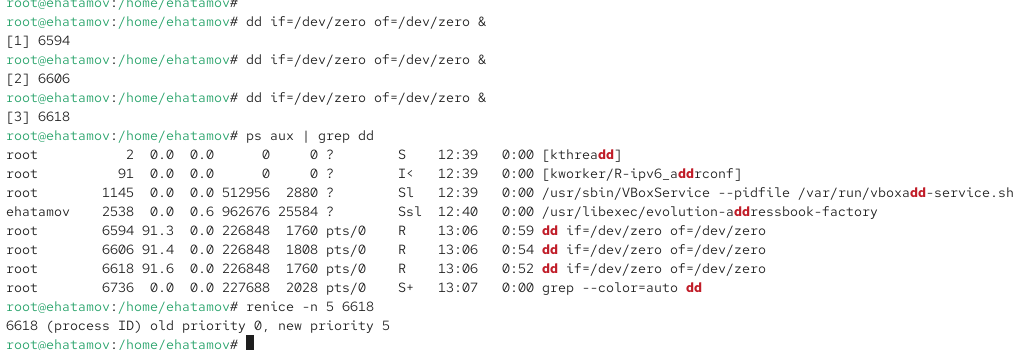 root@ehatamov:/home/ehatamov#
root@ehatamov:/home/ehatamov# dd if=/dev/zero of=/dev/zero &
[1] 6594
root@ehatamov:/home/ehatamov# dd if=/dev/zero of=/dev/zero &
[2] 6606
root@ehatamov:/home/ehatamov# dd if=/dev/zero of=/dev/zero &
[3] 6618
root@ehatamov:/home/ehatamov# ps aux | grep dd
root           2  0.0  0.0      0     0 ?        S    12:39   0:00 [kthreadd]
root          91  0.0  0.0      0     0 ?        I<   12:39   0:00 [kworker/R-ipv6_addrconf]
root        1145  0.0  0.0 512956  2880 ?        Sl   12:39   0:00 /usr/sbin/VBoxService --pidfile /var/run/vboxadd-service.sh
ehatamov    2538  0.0  0.6 962676 25584 ?        Ssl  12:40   0:00 /usr/libexec/evolution-addressbook-factory
root        6594 91.3  0.0 226848  1760 pts/0    R    13:06   0:59 dd if=/dev/zero of=/dev/zero
root        6606 91.4  0.0 226848  1808 pts/0    R    13:06   0:54 dd if=/dev/zero of=/dev/zero
root        6618 91.6  0.0 226848  1760 pts/0    R    13:06   0:52 dd if=/dev/zero of=/dev/zero
root        6736  0.0  0.0 227688  2028 pts/0    S+   13:07   0:00 grep --color=auto dd
root@ehatamov:/home/ehatamov# renice -n 5 6618
6618 (process ID) old priority 0, new priority 5
root@ehatamov:/home/ehatamov#